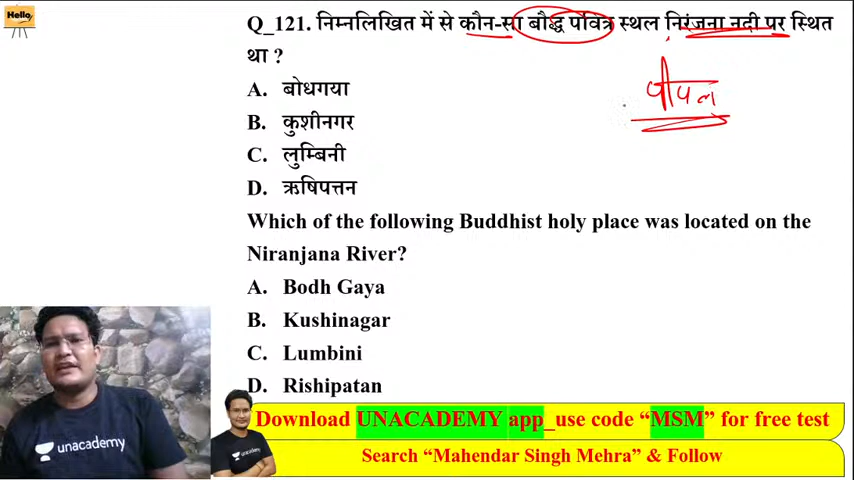 Hello
Q_121. निम्नलिखित में से कौन-सा बौद्ध पवित्र स्थल निरंजना नदी पर स्थित
था ?
पीपल
A. बोधगया
B. कुशीनगर
C. लुम्बिनी
D. ऋषिपत्तन
Which of the following Buddhist holy place was located on the
Niranjana River?
A. Bodh Gaya
B. Kushinagar
C. Lumbini
D. Rishipatan
unacademy
unacademy
Download UNACADEMY app_use code “MSM” for free test
Search “Mahendar Singh Mehra” & Follow